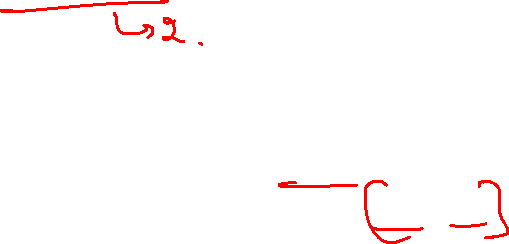 ↳ 2.
— ( _ _ ]